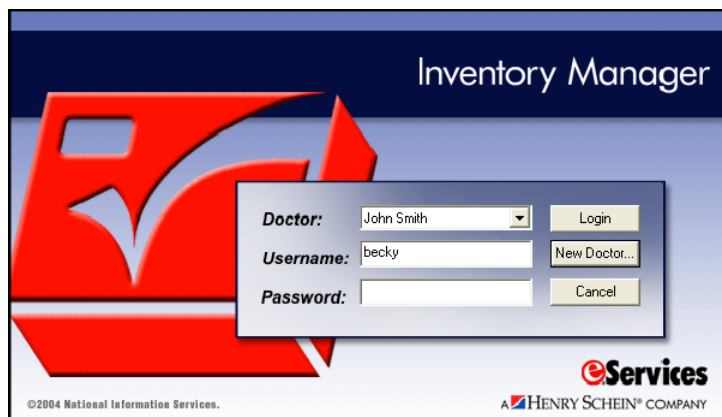 Inventory Manager
Doctor: John Smith Login
Username: becky New Doctor...
Password: Cancel
eServices
©2004 National Information Services.
A HENRY SCHEIN® COMPANY